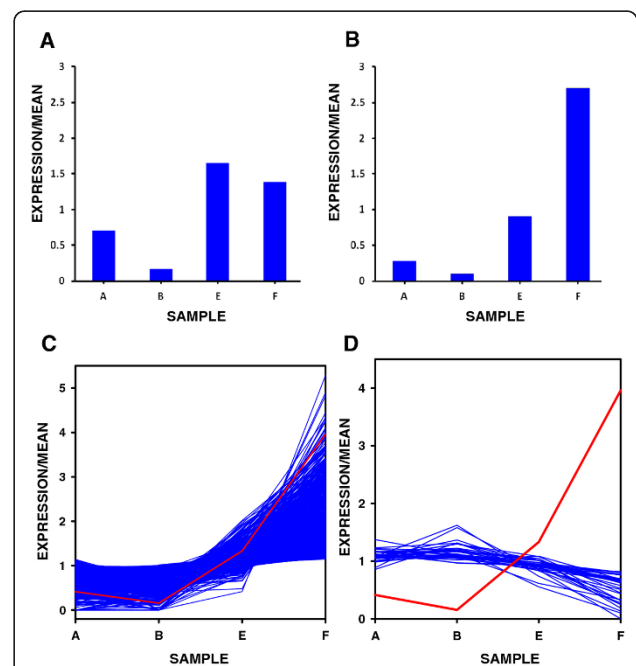 A
B
EXPRESSION/MEAN
3
2.5
2
1.5
1
0.5
0
A
B
E
F
SAMPLE
EXPRESSION/MEAN
3
2.5
2
1.5
1
0.5
0
A
B
E
F
SAMPLE
C
D
EXPRESSION/MEAN
5
4
3
2
1
0
A
B
E
F
SAMPLE
EXPRESSION/MEAN
4
3
2
1
0
A
B
E
F
SAMPLE